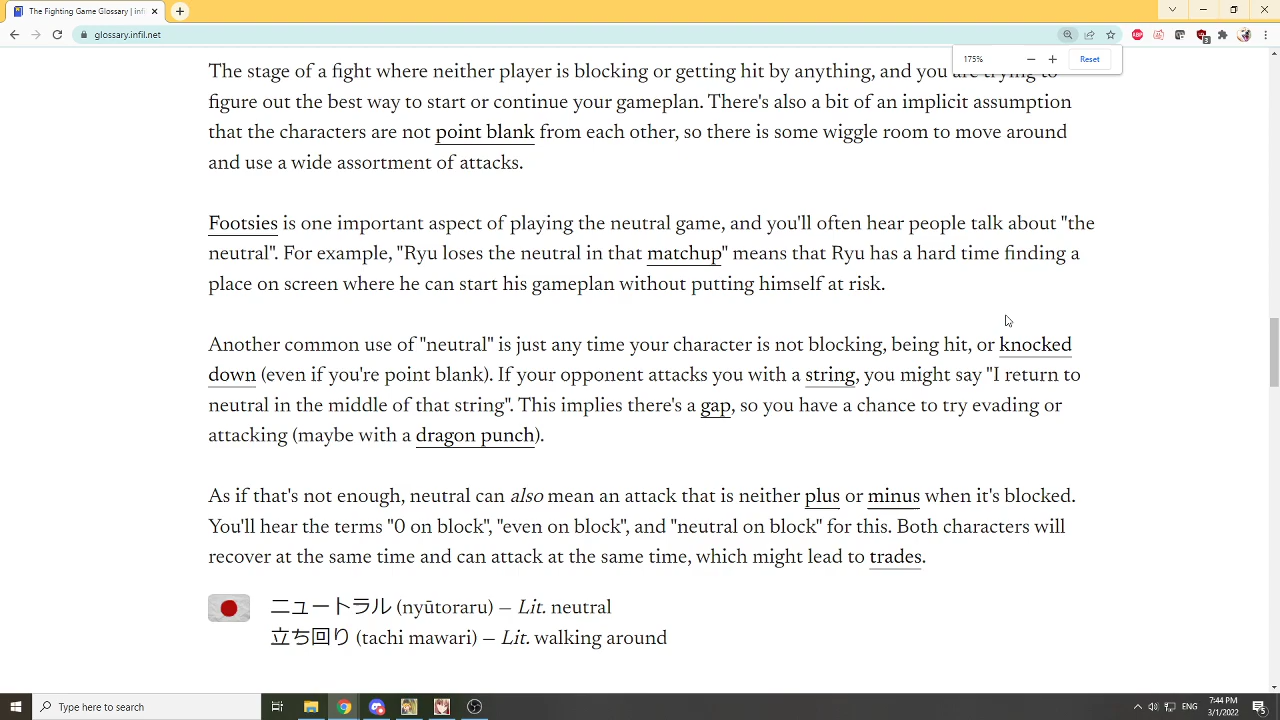 The Fighting Game Glossary | infil
glossary.infil.net
175%
Reset
The stage of a fight where neither player is blocking or getting hit by anything, and you are trying to
figure out the best way to start or continue your gameplan. There's also a bit of an implicit assumption
that the characters are not point blank from each other, so there is some wiggle room to move around
and use a wide assortment of attacks.
Footsies is one important aspect of playing the neutral game, and you'll often hear people talk about "the
neutral". For example, "Ryu loses the neutral in that matchup" means that Ryu has a hard time finding a
place on screen where he can start his gameplan without putting himself at risk.
Another common use of "neutral" is just any time your character is not blocking, being hit, or knocked
down (even if you're point blank). If your opponent attacks you with a string, you might say "I return to
neutral in the middle of that string". This implies there's a gap, so you have a chance to try evading or
attacking (maybe with a dragon punch).
As if that's not enough, neutral can also mean an attack that is neither plus or minus when it's blocked.
You'll hear the terms "0 on block", "even on block", and "neutral on block" for this. Both characters will
recover at the same time and can attack at the same time, which might lead to trades.
ニュートラル (nyūtoraru) – Lit. neutral
立ち回り (tachi mawari) – Lit. walking around
Type here to search
ENG
7:44 PM
3/1/2022